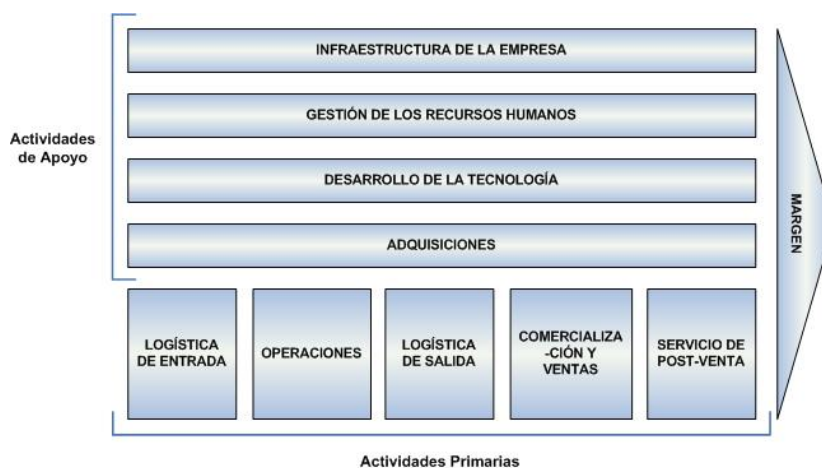 INFRAESTRUCTURA DE LA EMPRESA
GESTIÓN DE LOS RECURSOS HUMANOS
Actividades
de Apoyo
DESARROLLO DE LA TECNOLOGÍA
ADQUISICIONES
MARGEN
LOGÍSTICA
DE ENTRADA
OPERACIONES
LOGÍSTICA
DE SALIDA
COMERCIALIZA
-CIÓN Y
VENTAS
SERVICIO DE
POST-VENTA
Actividades Primarias